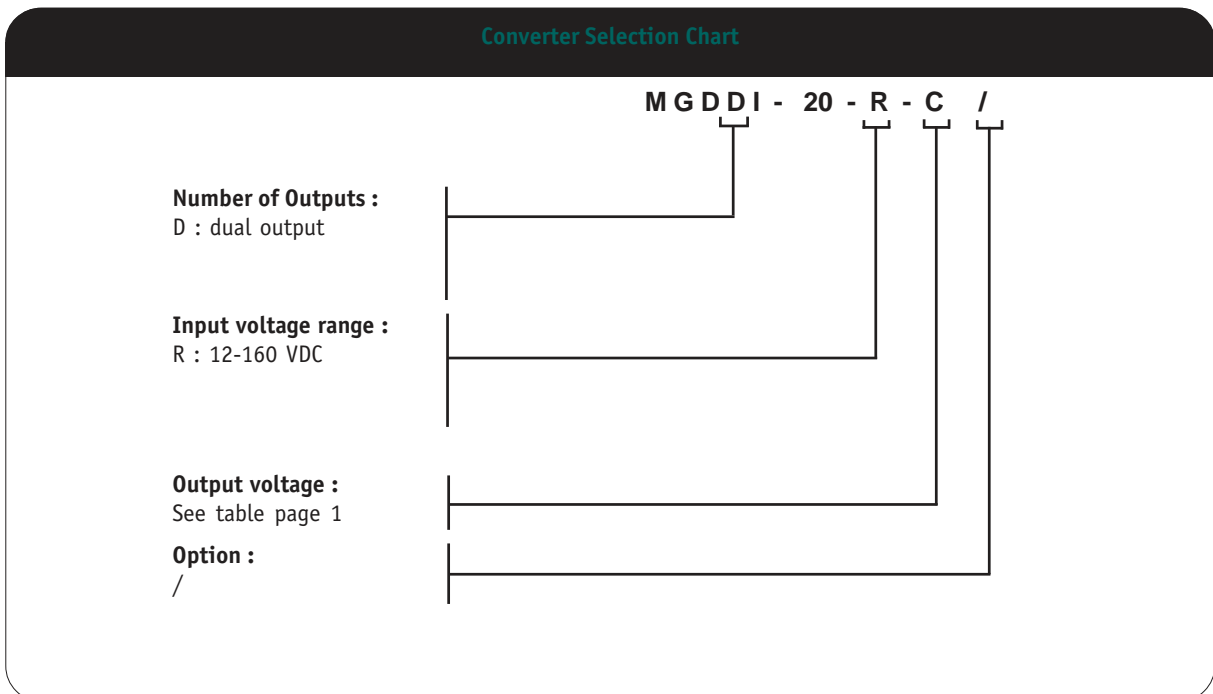 Converter Selection Chart
MGDDI - 20 - R - C /
Number of Outputs :
D : dual output
Input voltage range :
R : 12-160 VDC
Output voltage :
See table page 1
Option :
/